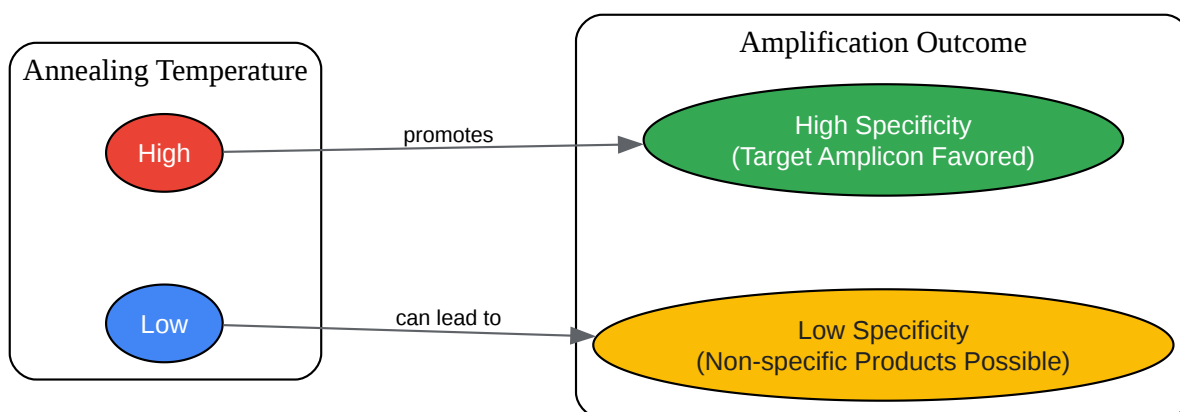 Annealing Temperature
High
Low
promotes
can lead to
Amplification Outcome
High Specificity
(Target Amplicon Favored)
Low Specificity
(Non-specific Products Possible)